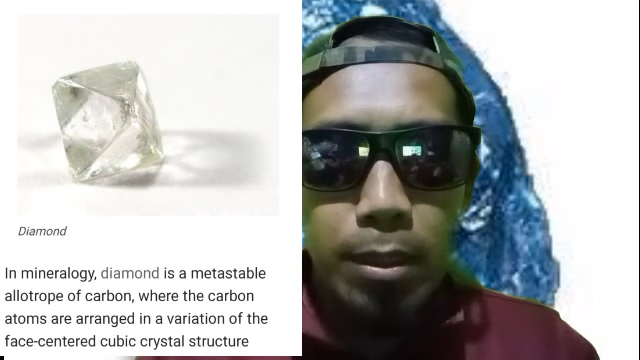 Diamond
In mineralogy, diamond is a metastable
allotrope of carbon, where the carbon
atoms are arranged in a variation of the
face-centered cubic crystal structure